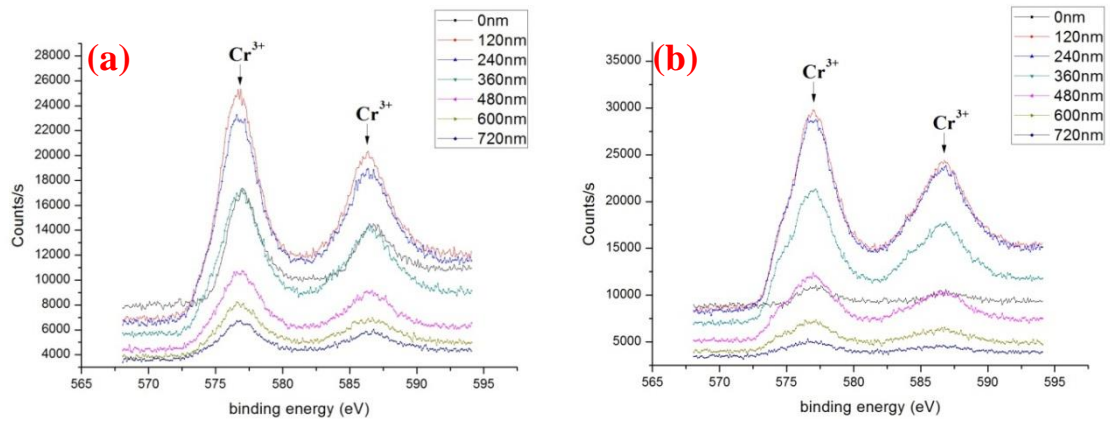 (a)
Cr3+
Cr3+
0nm
120nm
240nm
360nm
480nm
600nm
720nm
28000
26000
24000
22000
20000
18000
16000
14000
12000
10000
8000
6000
4000
Counts/s
565 570 575 580 585 590 595
binding energy (eV)
(b)
Cr3+
Cr3+
0nm
120nm
240nm
360nm
480nm
600nm
720nm
35000
30000
25000
20000
15000
10000
5000
Counts/s
565 570 575 580 585 590 595
binding energy (eV)